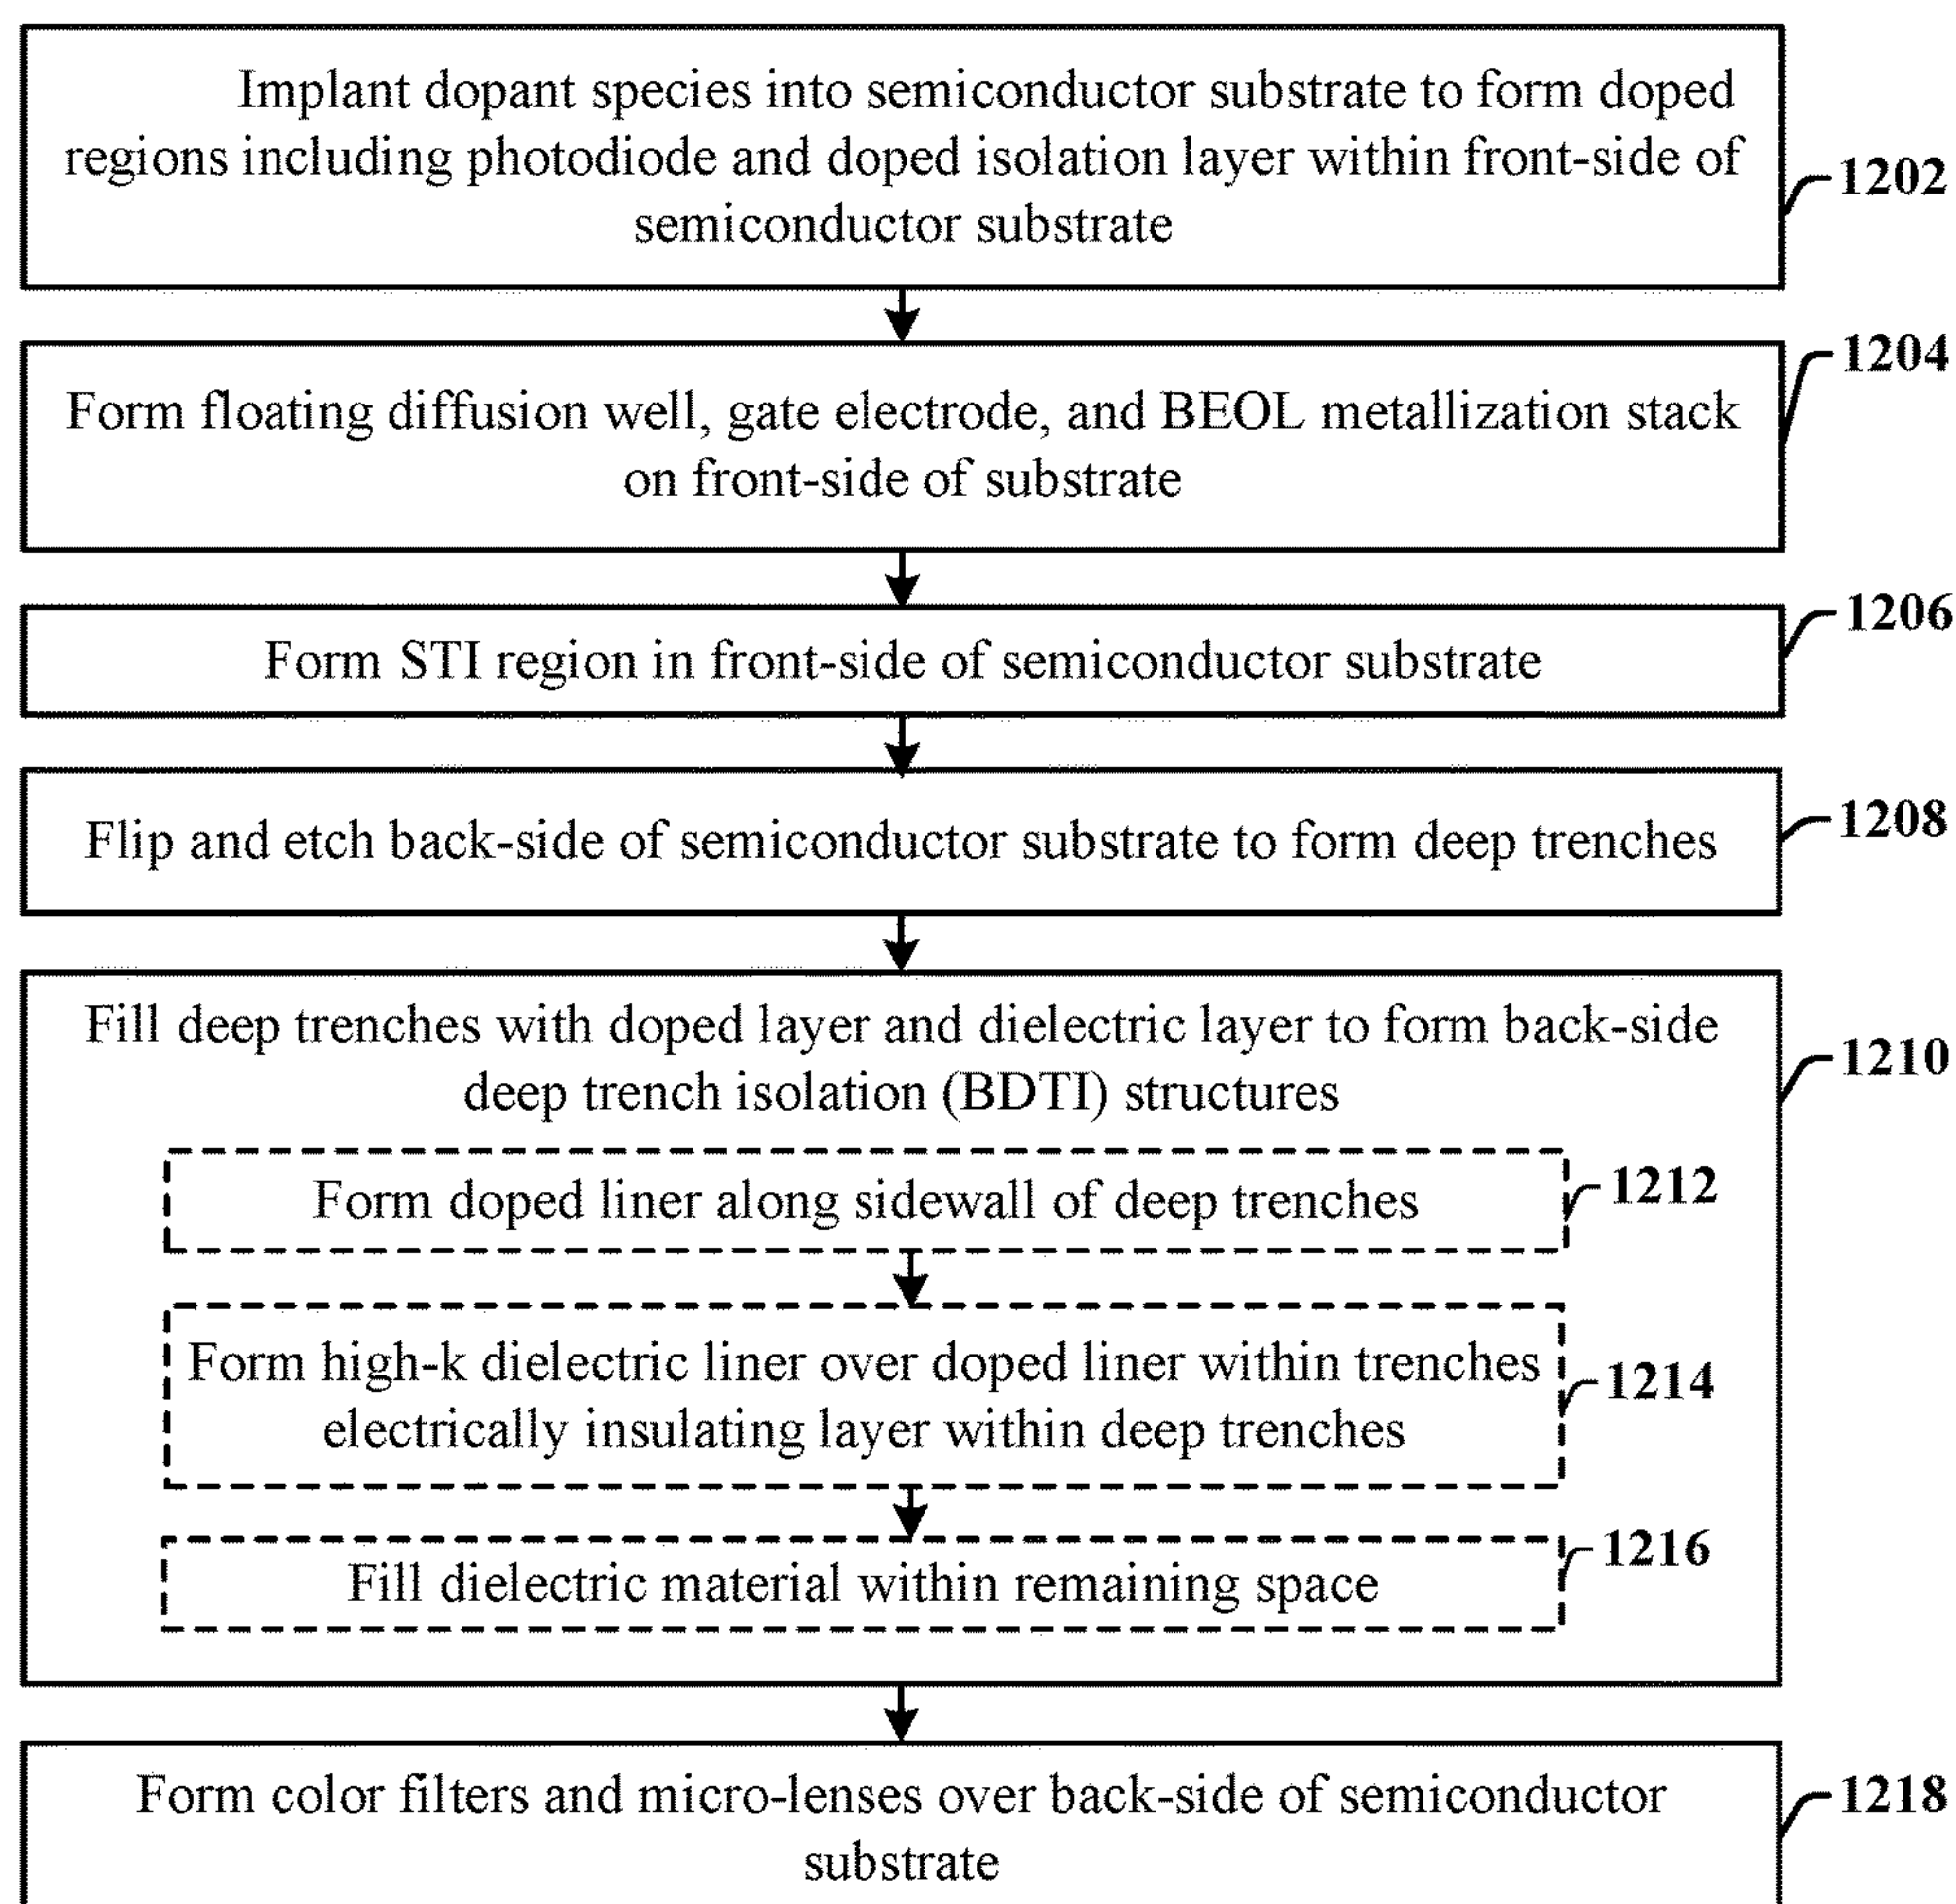 Implant dopant species into semiconductor substrate to form doped
regions including photodiode and doped isolation layer within front-side of
semiconductor substrate
1202
1204
Form floating diffusion well, gate electrode, and BEOL metallization stack
on front-side of substrate
1206
Form STI region in front-side of semiconductor substrate
Flip and etch back-side of semiconductor substrate to form deep trenches
1208
Fill deep trenches with doped layer and dielectric layer to form back-side
deep trench isolation (BDTI) structures
1210
Form doped liner along sidewall of deep trenches
1212
Form high-k dielectric liner over doped liner within trenches
electrically insulating layer within deep trenches
1214
Fill dielectric material within remaining space
1216
Form color filters and micro-lenses over back-side of semiconductor
substrate
1218